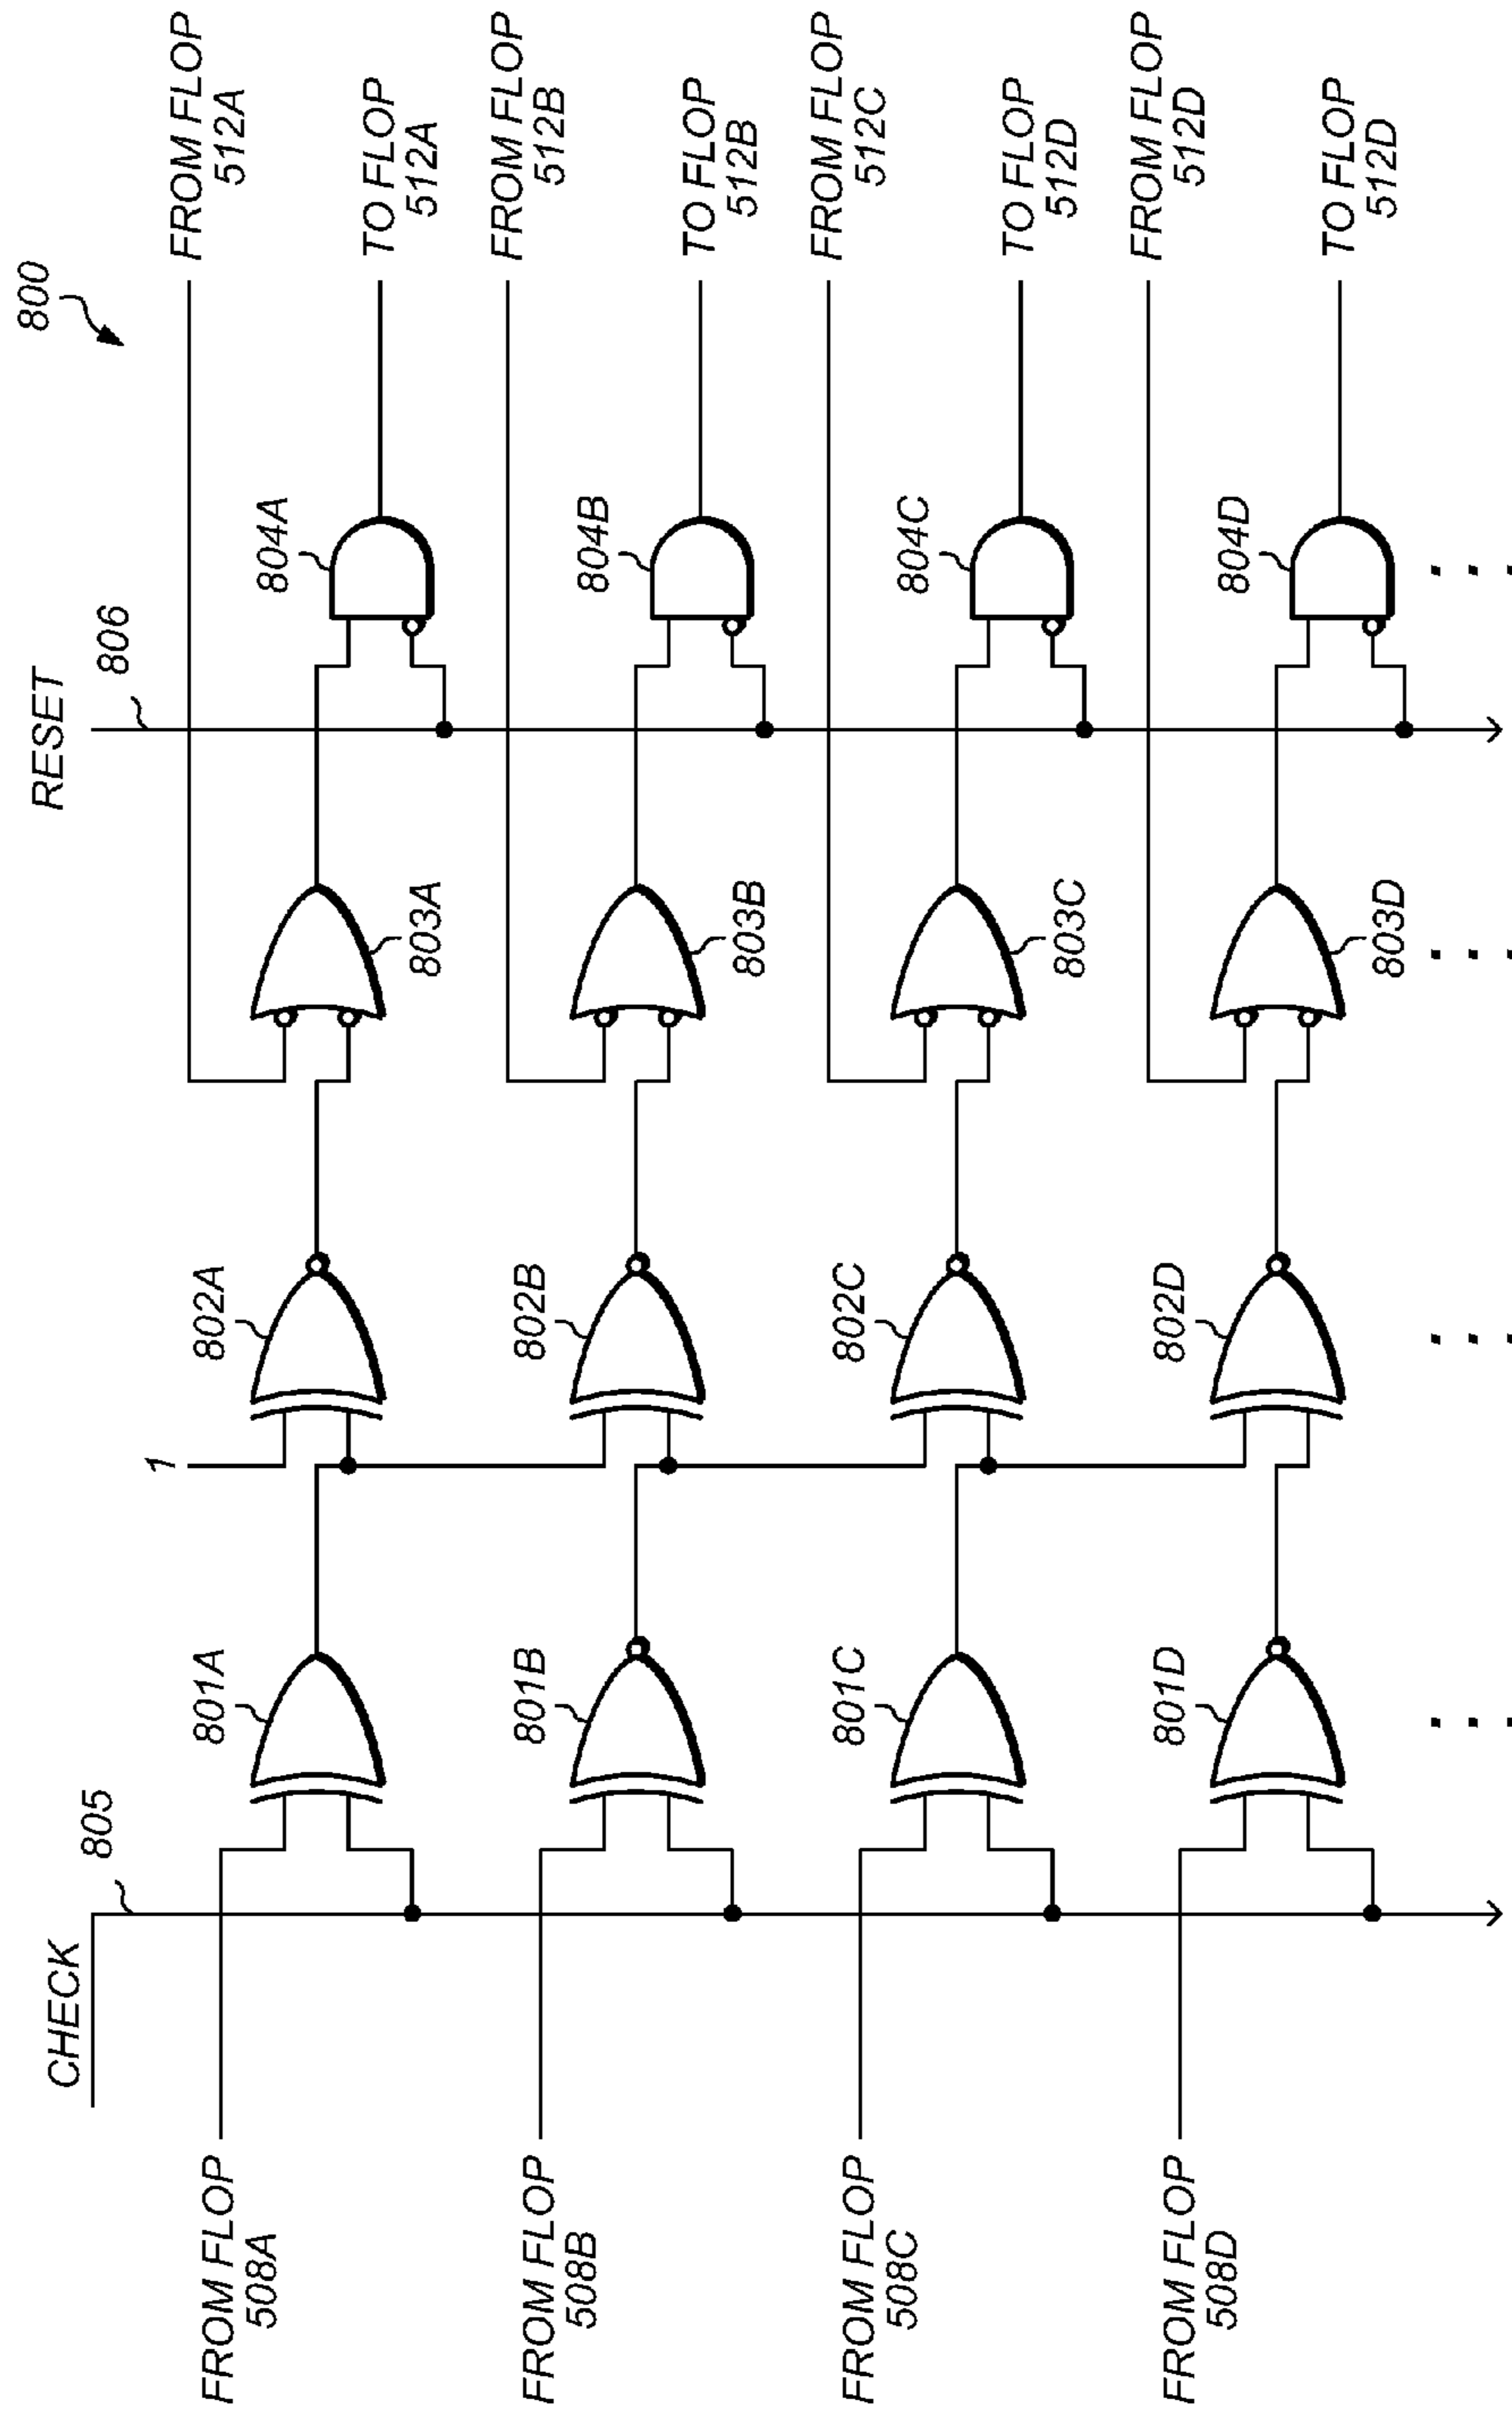 800
CHECK
RESET
805
806
1
FROM FLOP
512A
FROM FLOP
508A
801A
802A
803A
804A
TO FLOP
512A
FROM FLOP
512B
FROM FLOP
508B
801B
802B
803B
804B
TO FLOP
512B
FROM FLOP
512C
FROM FLOP
508C
801C
802C
803C
804C
TO FLOP
512D
FROM FLOP
512D
FROM FLOP
508D
801D
802D
803D
804D
TO FLOP
512D